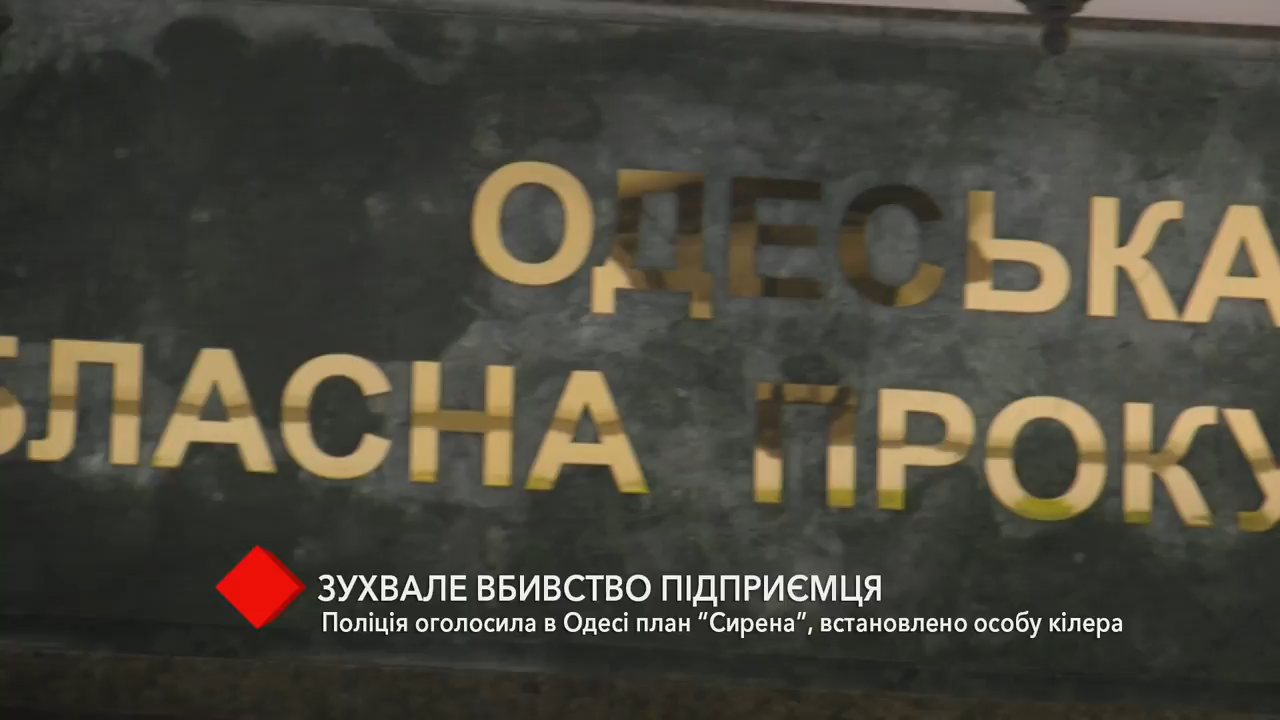 ОДЕСЬКА
БЛАСНА ПРОКУ
ЗУХВАЛЕ ВБИВСТВО ПІДПРИЄМЦЯ
Поліція оголосила в Одесі план “Сирена”, встановлено особу кілера